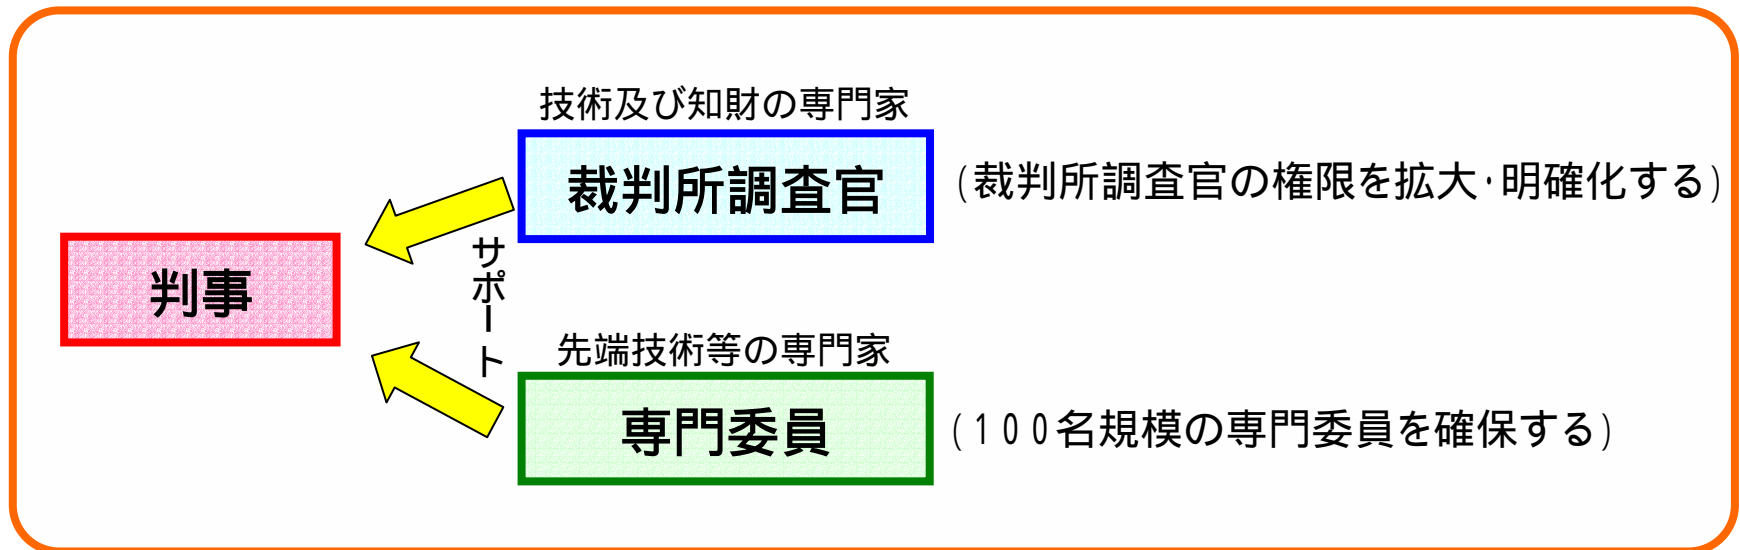 技術及び知財の専門家
裁判所調査官
(裁判所調査官の権限を拡大・明確化する)
判事
サポート
先端技術等の専門家
専門委員
(100名規模の専門委員を確保する)